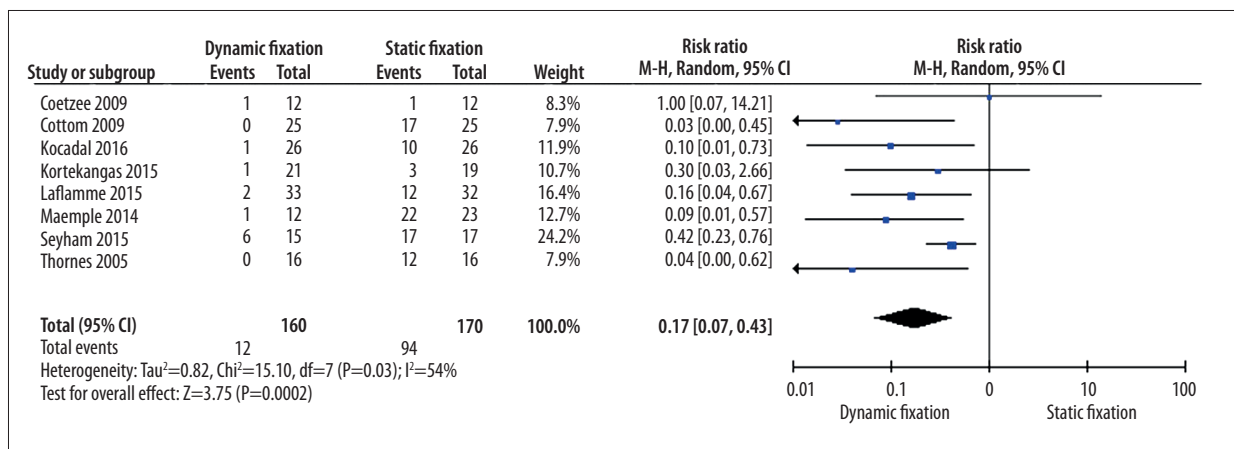 Dynamic fixation Static fixation Risk ratio Risk ratio
Study or subgroup Events Total Events Total Weight M-H, Random, 95% CI M-H, Random, 95% CI
Coetzee 2009 1 12 1 12 8.3% 1.00 [0.07, 14.21]
Cottom 2009 0 25 17 25 7.9% 0.03 [0.00, 0.45]
Kocadal 2016 1 26 10 26 11.9% 0.10 [0.01, 0.73]
Kortekangas 2015 1 21 3 19 10.7% 0.30 [0.03, 2.66]
Laflamme 2015 2 33 12 32 16.4% 0.16 [0.04, 0.67]
Maemple 2014 1 12 22 23 12.7% 0.09 [0.01, 0.57]
Seyham 2015 6 15 17 17 24.2% 0.42 [0.23, 0.76]
Thornes 2005 0 16 12 16 7.9% 0.04 [0.00, 0.62]
Total (95% CI) 160 170 100.0% 0.17 [0.07, 0.43]
Total events 12 94
Heterogeneity: Tau²=0.82, Chi²=15.10, df=7 (P=0.03); I²=54%
Test for overall effect: Z=3.75 (P=0.0002)
0.01 0.1 0 10 100
Dynamic fixation Static fixation